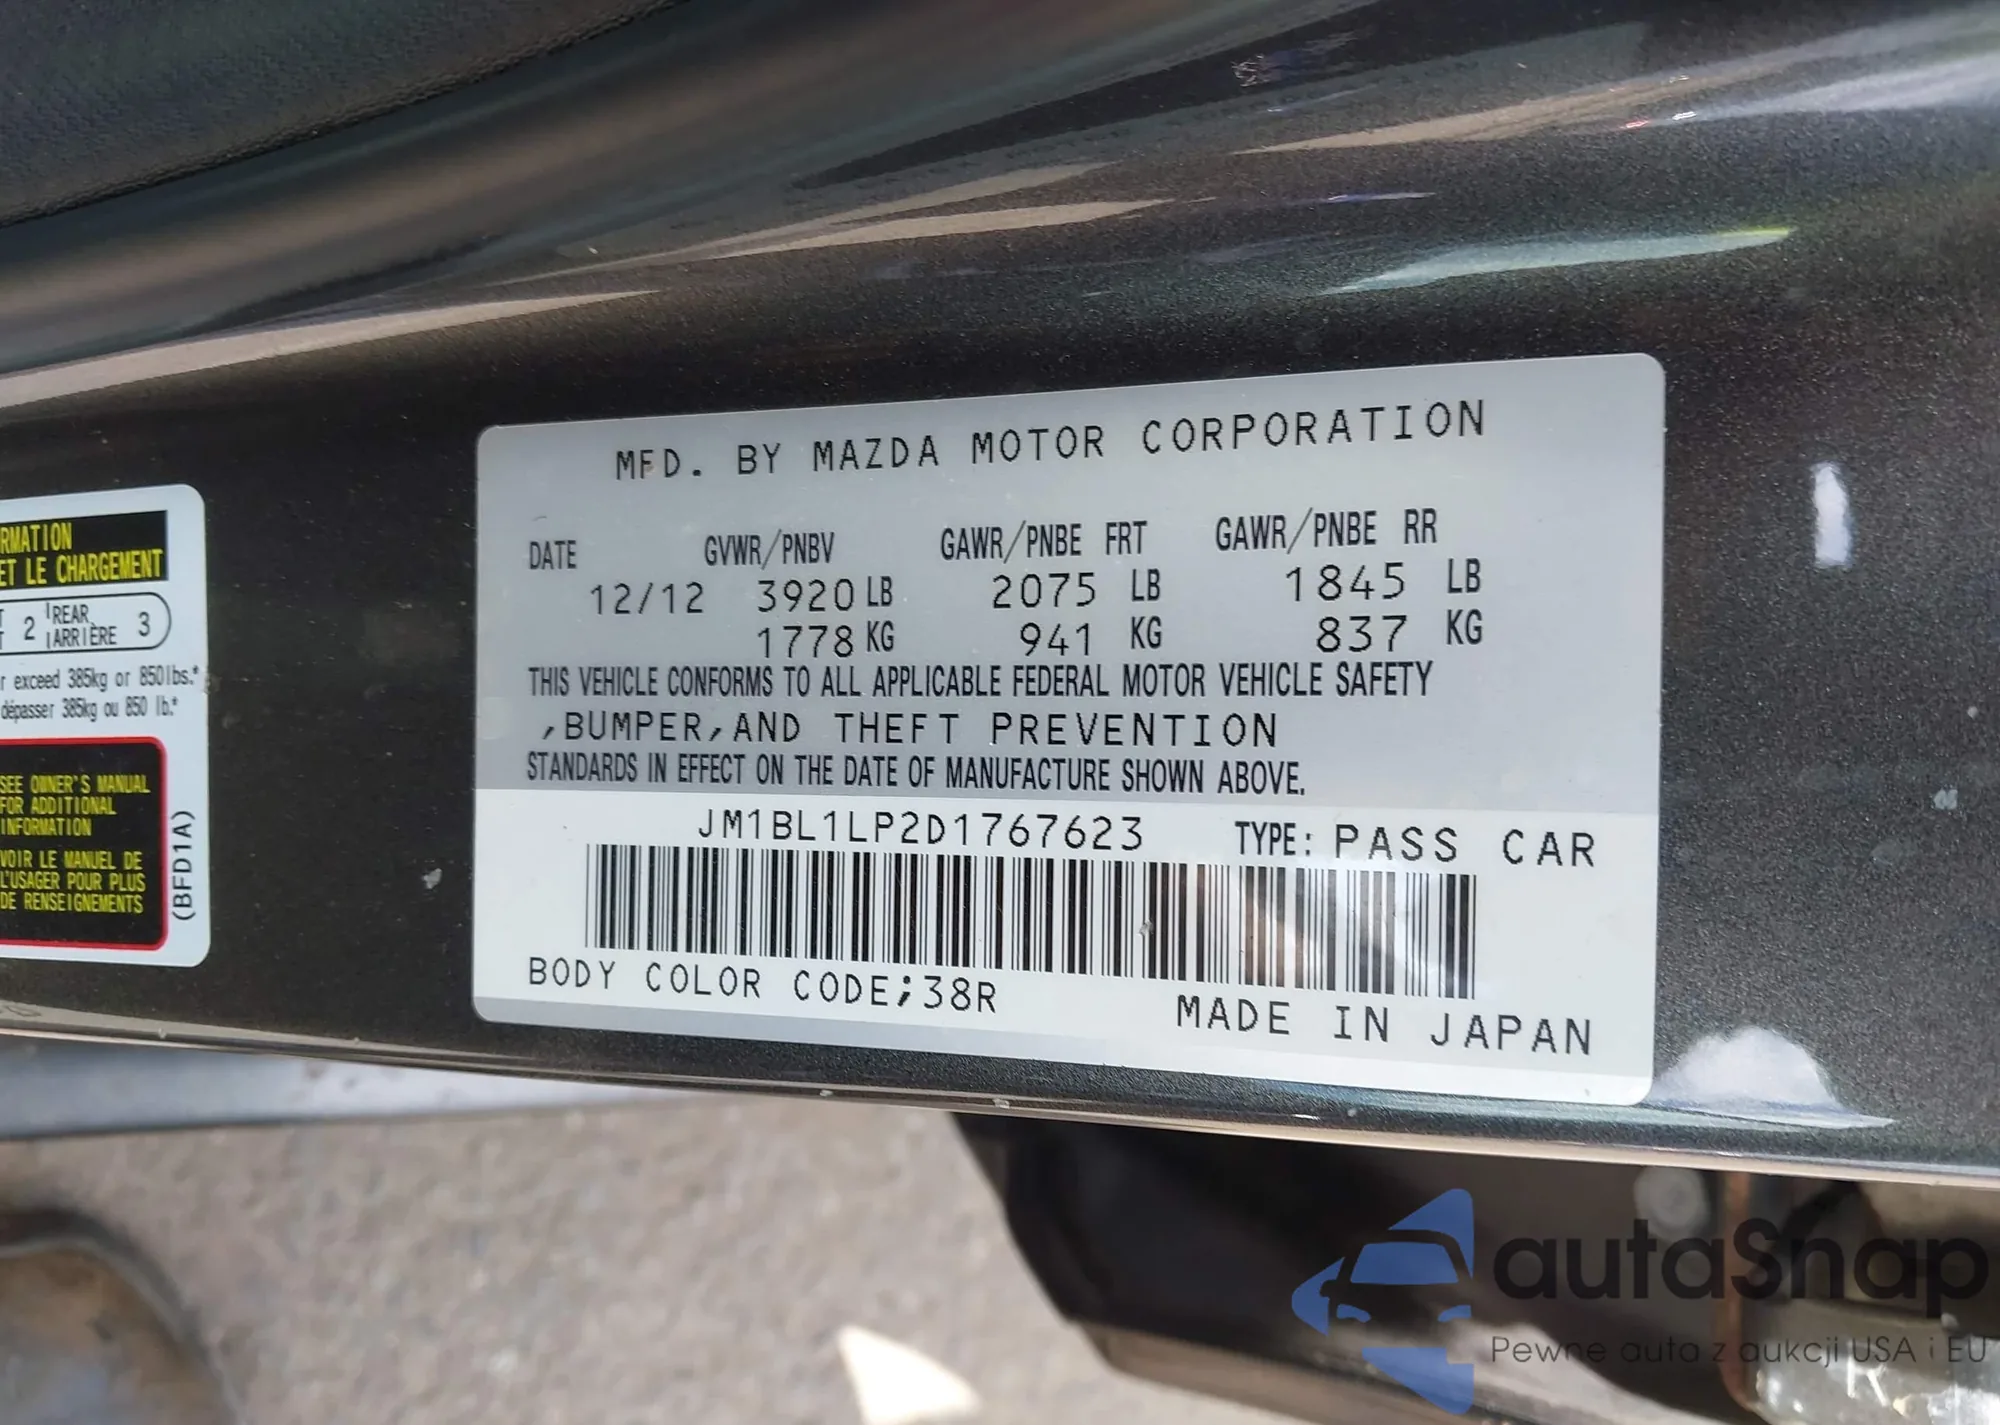 RMATION
ET LE CHARGEMENT
2 REAR ARRIÈRE 3
r exceed 385kg or 850lbs.*
dépasser 385kg ou 850 lb.*
SEE OWNER'S MANUAL
FOR ADDITIONAL
INFORMATION
VOIR LE MANUEL DE
L'USAGER POUR PLUS
DE RENSEIGNEMENTS
(BFD1A)
MFD. BY MAZDA MOTOR CORPORATION
DATE GVWR/PNBV GAWR/PNBE FRT GAWR/PNBE RR
12/12 3920 LB 2075 LB 1845 LB
1778 KG 941 KG 837 KG
THIS VEHICLE CONFORMS TO ALL APPLICABLE FEDERAL MOTOR VEHICLE SAFETY
,BUMPER,AND THEFT PREVENTION
STANDARDS IN EFFECT ON THE DATE OF MANUFACTURE SHOWN ABOVE.
JM1BL1LP2D1767623 TYPE: PASS CAR
BODY COLOR CODE;38R
MADE IN JAPAN
autaSnap
Pewne auta z aukcji USA i EU